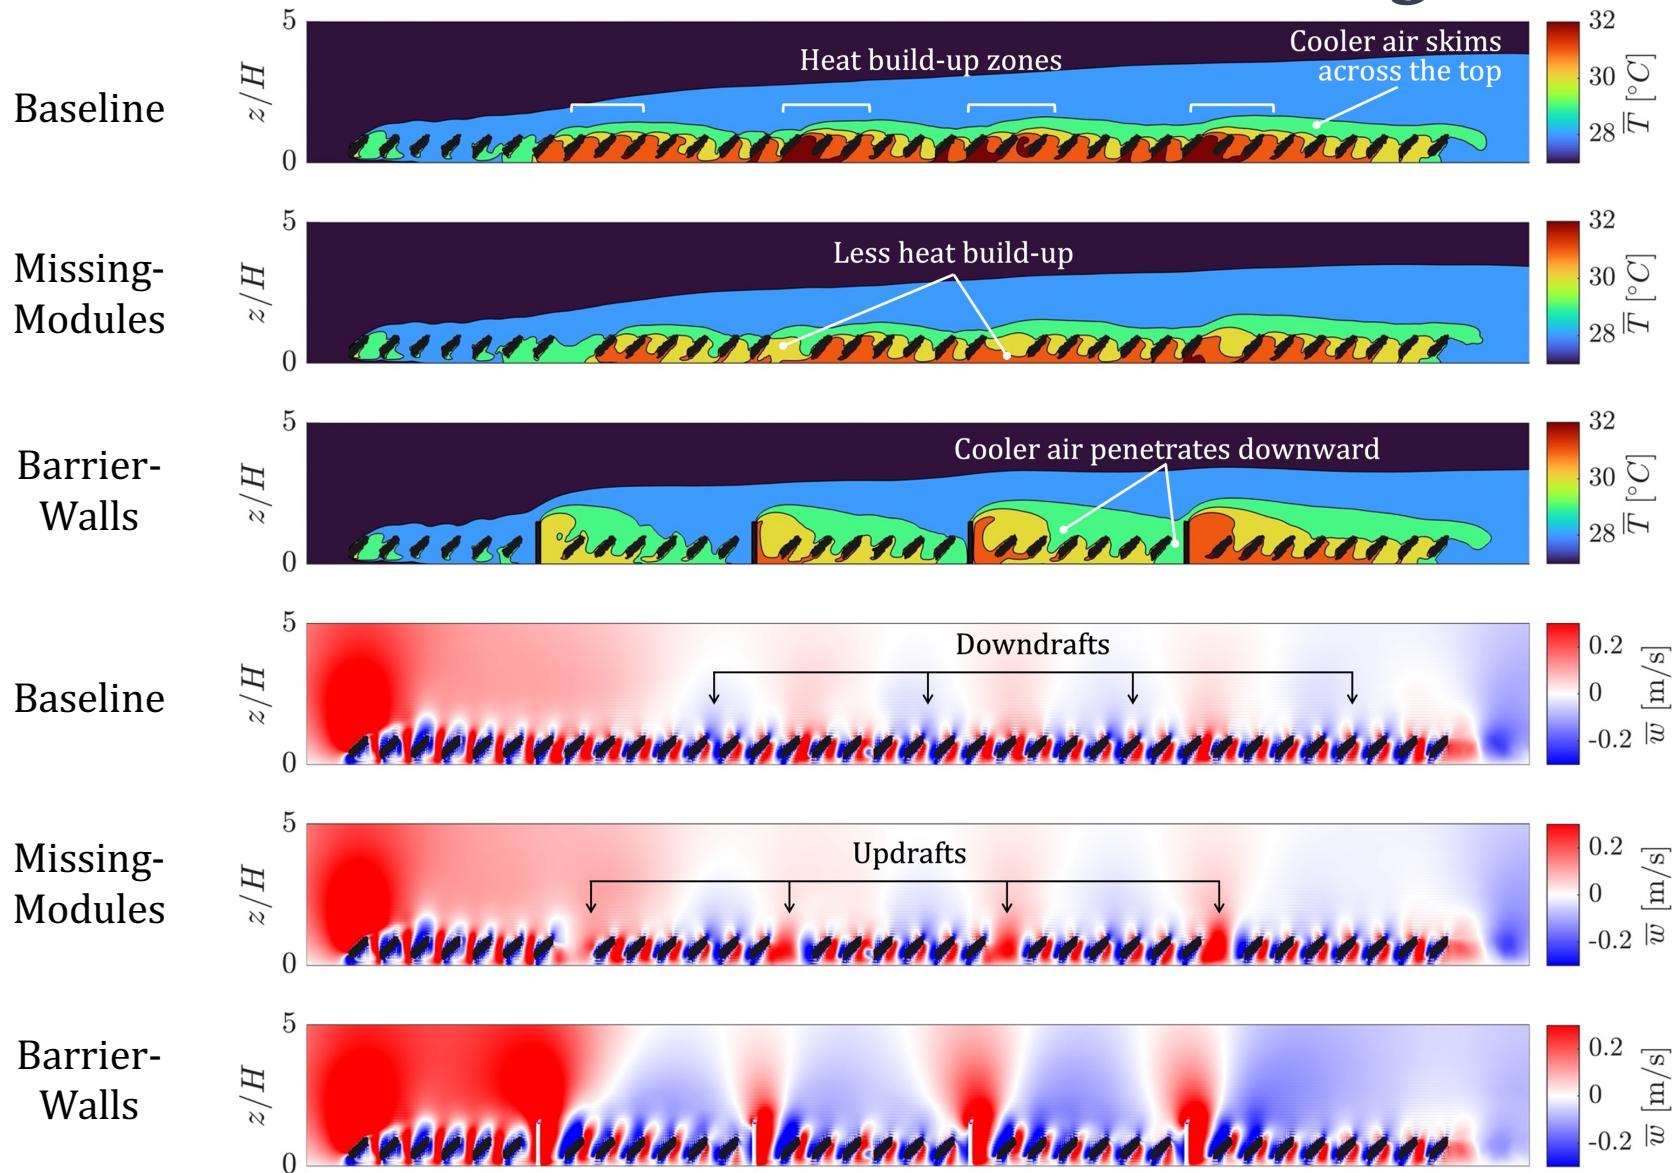 g
5
Baseline
z/H
0
Heat build-up zones
Cooler air skims
across the top
32
30
28
T̅ [°C]
5
Missing-
Modules
z/H
0
Less heat build-up
32
30
28
T̅ [°C]
5
Barrier-
Walls
z/H
0
Cooler air penetrates downward
32
30
28
T̅ [°C]
5
Baseline
z/H
0
Downdrafts
0.2
0
-0.2
w̅ [m/s]
5
Missing-
Modules
z/H
0
Updrafts
0.2
0
-0.2
w̅ [m/s]
5
Barrier-
Walls
z/H
0
0.2
0
-0.2
w̅ [m/s]